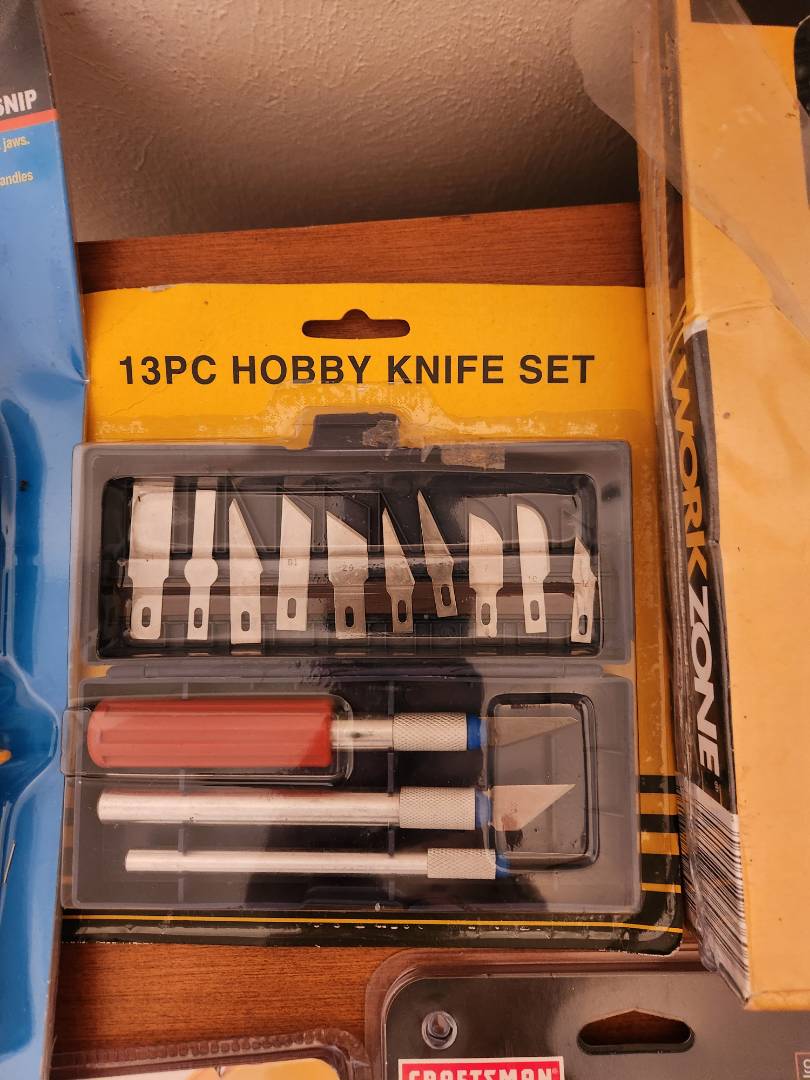 SNIP
jaws.
andles
13PC HOBBY KNIFE SET
WORKZONE
CRAFTSMAN